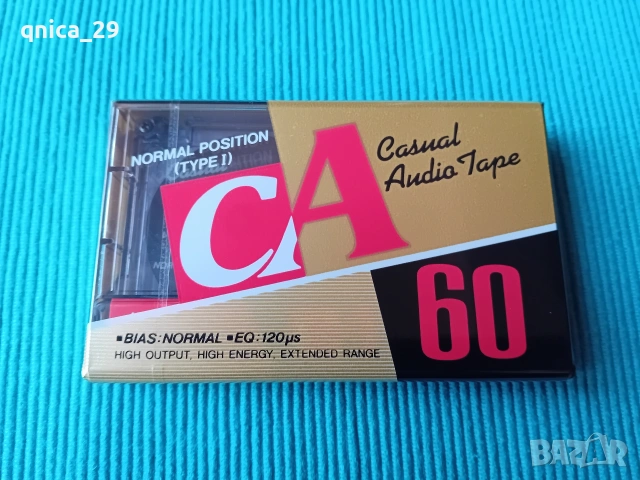 qnica_29
NORMAL POSITION
(TYPE I)
CA
Casual
Audio Tape
60
▪BIAS:NORMAL ▪EQ:120μs
HIGH OUTPUT, HIGH ENERGY, EXTENDED RANGE
BAZAR